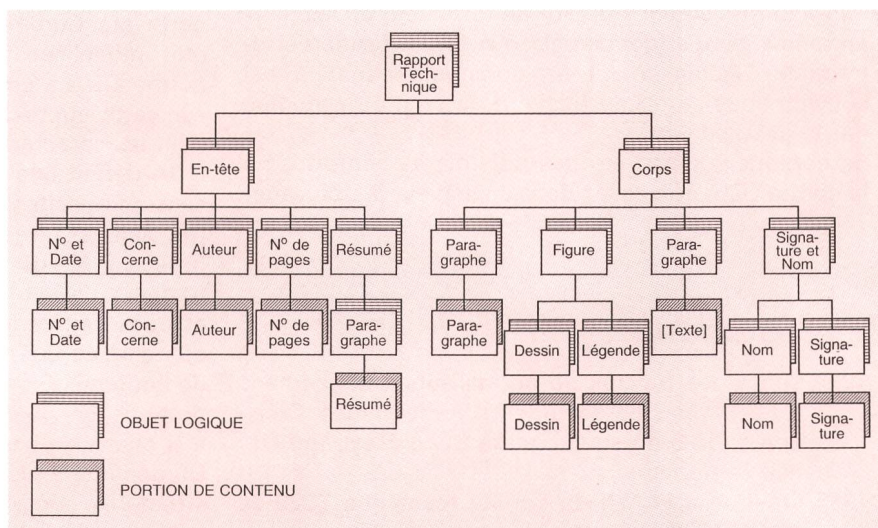 Rapport
Tech-
nique
En-tête
Corps
Nº et
Date
Con-
cerne
Auteur
Nº de
pages
Résumé
Para-
graphe
Figure
Para-
graphe
Signa-
ture et
Nom
Nº et
Date
Con-
cerne
Auteur
Nº de
pages
Para-
graphe
Para-
graphe
Dessin
Légende
[Texte]
Nom
Signa-
ture
Résumé
Dessin
Légende
Nom
Signa-
ture
OBJET LOGIQUE
PORTION DE CONTENU